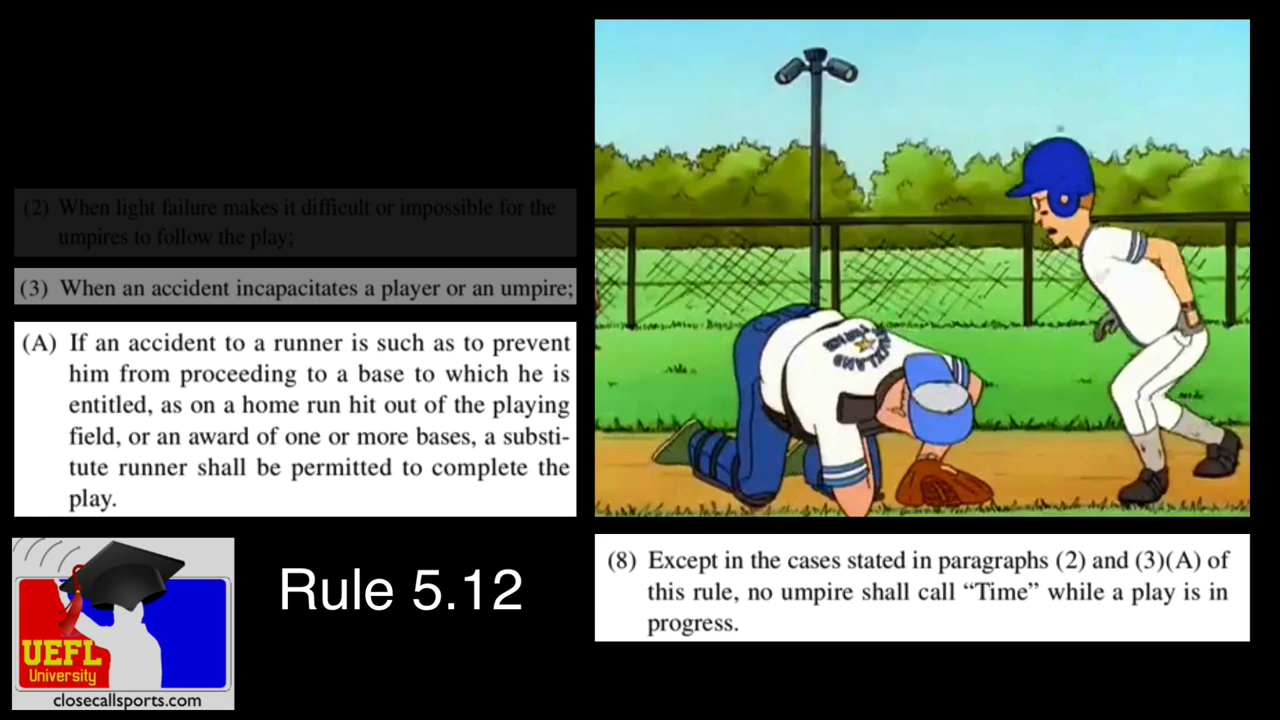 (2) When light failure makes it difficult or impossible for the
umpires to follow the play;
(3) When an accident incapacitates a player or an umpire;
(A) If an accident to a runner is such as to prevent
him from proceeding to a base to which he is
entitled, as on a home run hit out of the playing
field, or an award of one or more bases, a substi-
tute runner shall be permitted to complete the
play.
(8) Except in the cases stated in paragraphs (2) and (3)(A) of
this rule, no umpire shall call “Time” while a play is in
progress.
Rule 5.12
UEFL
University
closecallsports.com